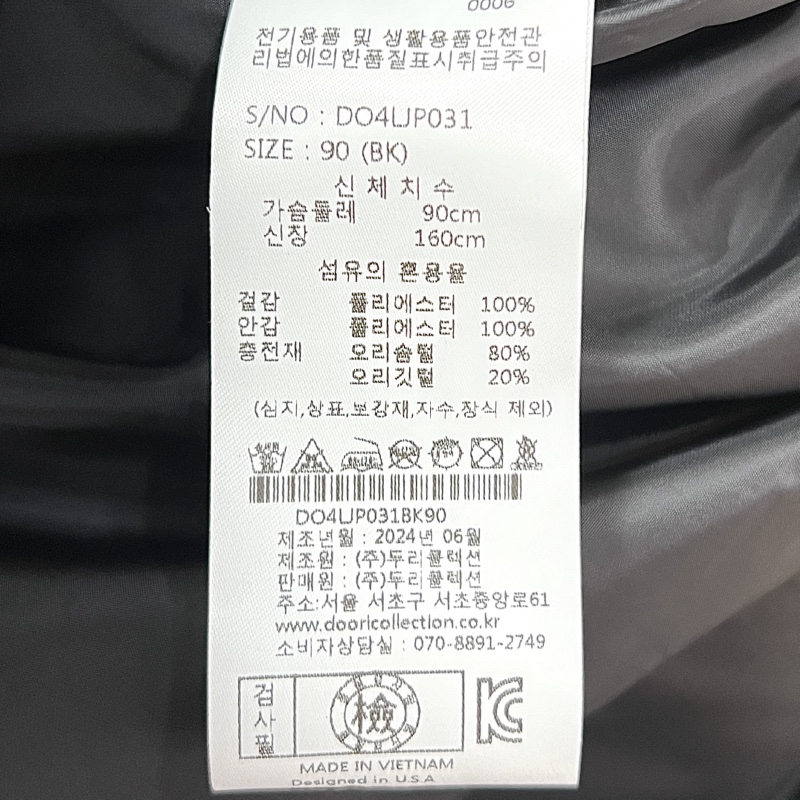 0006
전기용품 및 생활용품안전관
리법에의한품질표시취급주의
S/NO : DO4UJP031
SIZE : 90 (BK)
신 체 치 수
가슴둘레 90cm
신장 160cm
섬유의 혼용율
겉감 폴리에스터 100%
안감 폴리에스터 100%
충전재 오리솜털 80%
오리깃털 20%
(심지,상표,보강재,자수,장식 제외)
DO4UJP031BK90
제조년월 : 2024년 06월
제조원 : (주)두리콜렉션
판매원 : (주)두리콜렉션
주소:서울 서초구 서초중앙로61
www.dooricollection.co.kr
소비자상담실 : 070-8891-2749
검사필 檢 KC
MADE IN VIETNAM
Designed in U.S.A